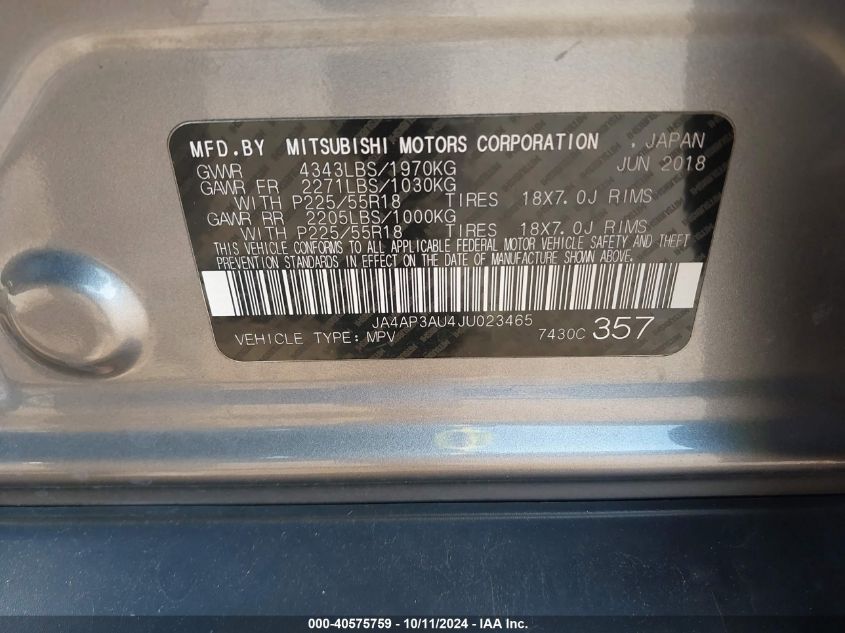 MFD.BY MITSUBISHI MOTORS CORPORATION . JAPAN
GVWR 4343LBS/1970KG JUN 2018
GAWR FR 2271LBS/1030KG
WITH P225/55R18 TIRES 18X7.0J RIMS
GAWR RR 2205LBS/1000KG
WITH P225/55R18 TIRES 18X7.0J RIMS
THIS VEHICLE CONFORMS TO ALL APPLICABLE FEDERAL MOTOR VEHICLE SAFETY AND THEFT
PREVENTION STANDARDS IN EFFECT ON THE DATE OF MANUFACTURE SHOWN ABOVE.
JA4AP3AU4JU023465
VEHICLE TYPE: MPV 7430C 357
000-40575759 - 10/11/2024 - IAA Inc.